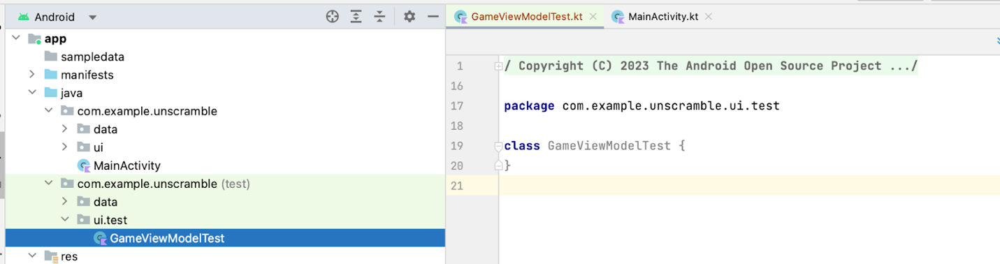 Android
app
sampledata
manifests
java
com.example.unscramble
data
ui
MainActivity
com.example.unscramble (test)
data
ui.test
GameViewModelTest
res
GameViewModelTest.kt
MainActivity.kt
1 / Copyright (C) 2023 The Android Open Source Project .../
16
17 package com.example.unscramble.ui.test
18
19 class GameViewModelTest {
20 }
21